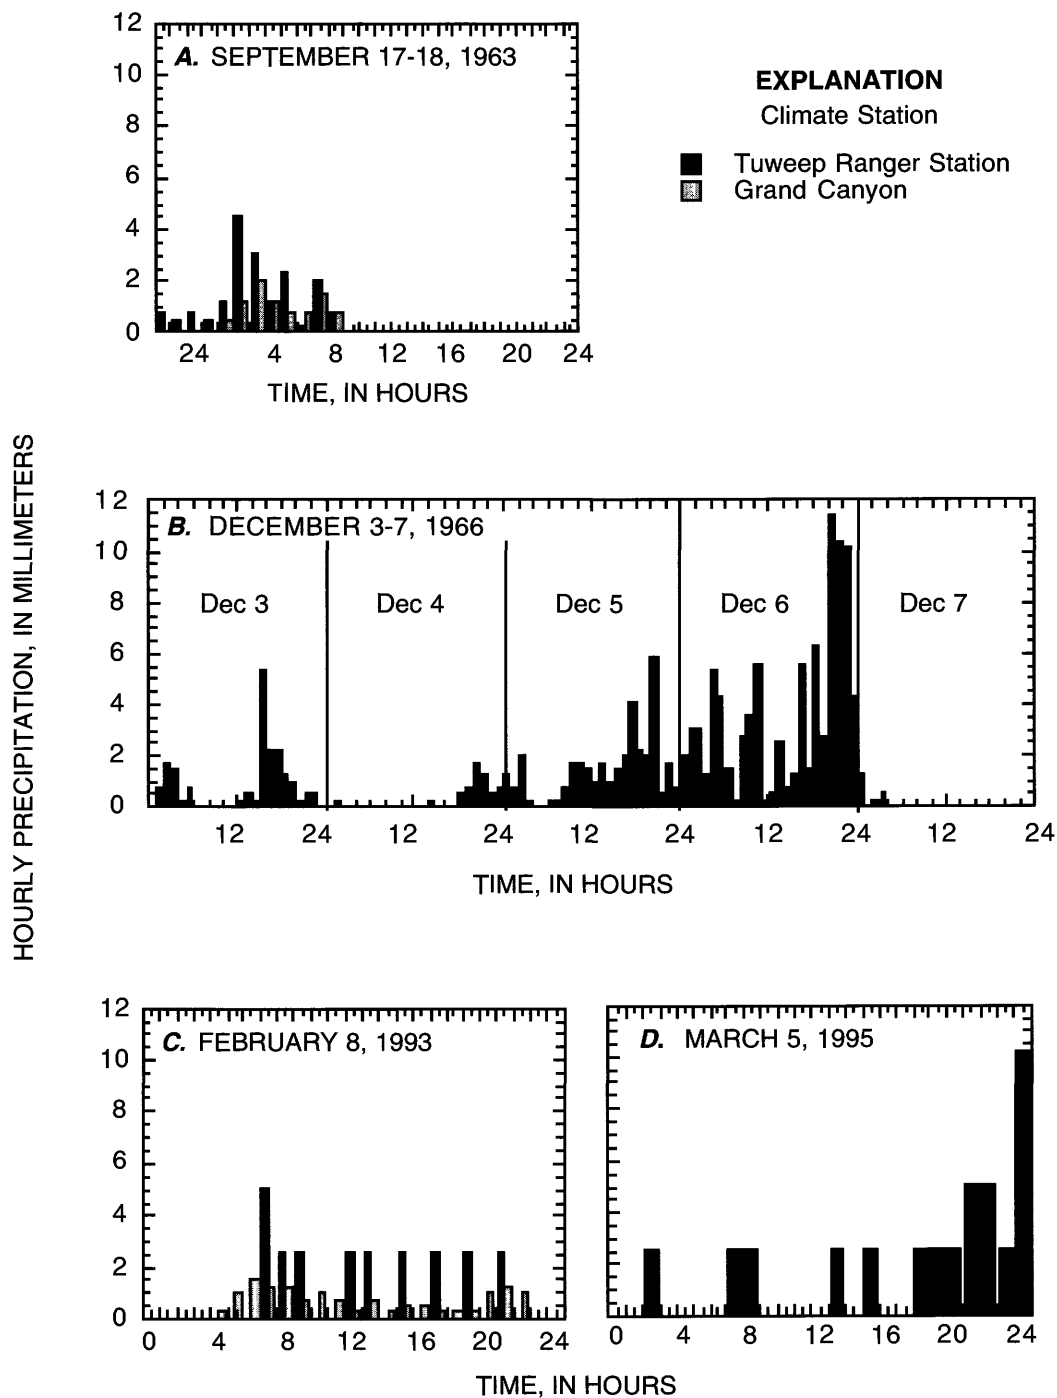 12
A. SEPTEMBER 17-18, 1963
10
8
6
4
2
0
24 4 8 12 16 20 24
TIME, IN HOURS
EXPLANATION
Climate Station
Tuweep Ranger Station
Grand Canyon
HOURLY PRECIPITATION, IN MILLIMETERS
12
B. DECEMBER 3-7, 1966
10
8
Dec 3 Dec 4 Dec 5 Dec 6 Dec 7
6
4
2
0
12 24 12 24 12 24 12 24 12 24
TIME, IN HOURS
12
C. FEBRUARY 8, 1993
10
8
6
4
2
0
0 4 8 12 16 20 24
D. MARCH 5, 1995
0 4 8 12 16 20 24
TIME, IN HOURS